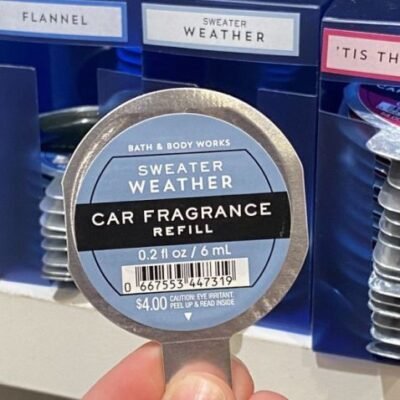 FLANNEL
SWEATER
WEATHER
'TIS TH
BATH & BODY WORKS
SWEATER
WEATHER
CAR FRAGRANCE
REFILL
0.2 fl oz / 6 mL
0 667553 447319
$4.00 CAUTION: EYE IRRITANT.
PEEL UP & READ INSIDE